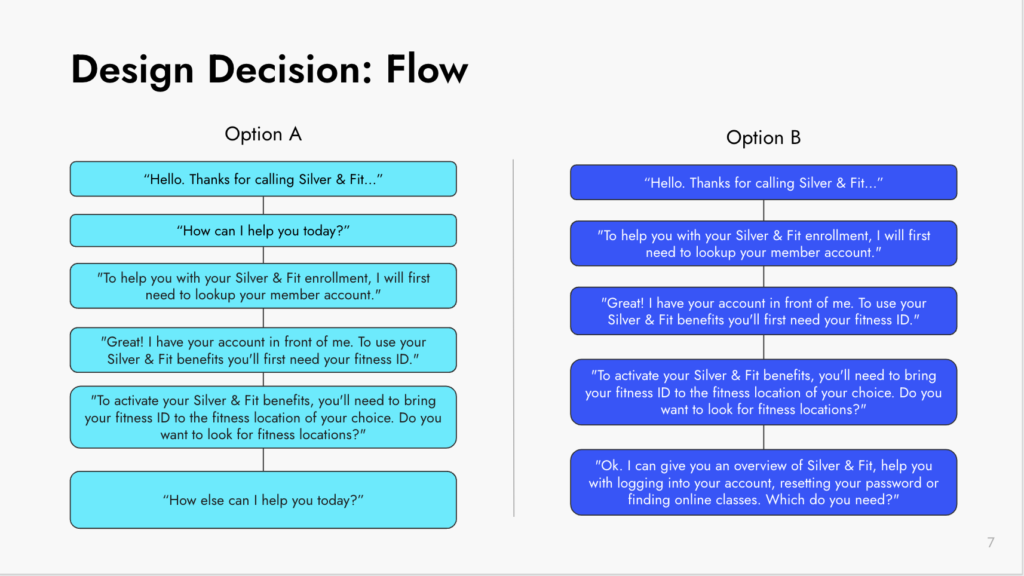 Design Decision: Flow
Option A
“Hello. Thanks for calling Silver & Fit...”
“How can I help you today?”
"To help you with your Silver & Fit enrollment, I will first
need to lookup your member account."
"Great! I have your account in front of me. To use your
Silver & Fit benefits you'll first need your fitness ID."
"To activate your Silver & Fit benefits, you'll need to bring
your fitness ID to the fitness location of your choice. Do you
want to look for fitness locations?"
“How else can I help you today?”
Option B
“Hello. Thanks for calling Silver & Fit...”
"To help you with your Silver & Fit enrollment, I will first
need to lookup your member account."
"Great! I have your account in front of me. To use your
Silver & Fit benefits you'll first need your fitness ID."
"To activate your Silver & Fit benefits, you'll need to bring
your fitness ID to the fitness location of your choice. Do you
want to look for fitness locations?"
"Ok. I can give you an overview of Silver & Fit, help you
with logging into your account, resetting your password or
finding online classes. Which do you need?"
7